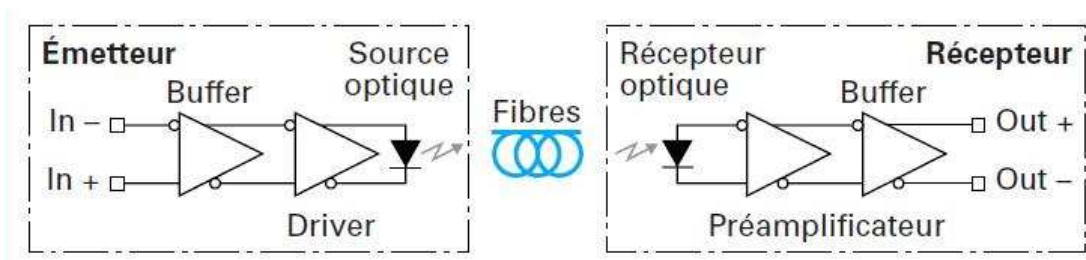 Émetteur
Source
optique
Buffer
In –
In +
Driver
Fibres
Récepteur
optique
Récepteur
Buffer
Out +
Out –
Préamplificateur